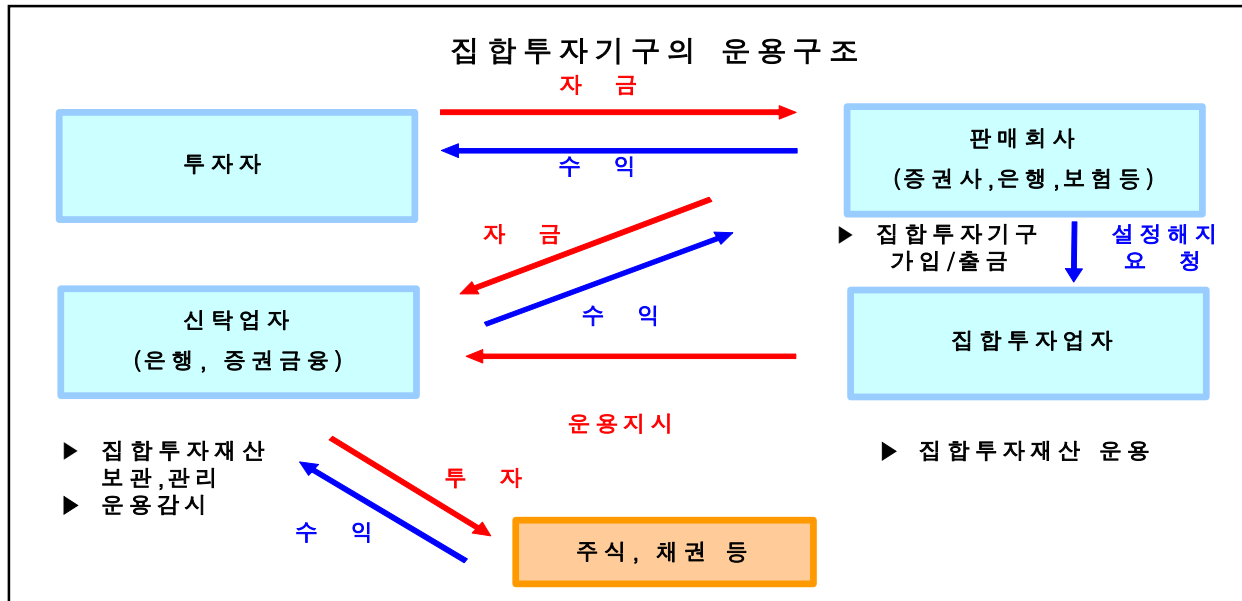 집합투자기구의 운용구조
자 금
투자자
수 익
판매회사
(증권사,은행,보험등)
자 금
▶ 집합투자기구
가입/출금
설정해지
요 청
신탁업자
(은행, 증권금융)
수 익
집합투자업자
운용지시
▶ 집합투자재산
보관,관리
▶ 운용감시
▶ 집합투자재산 운용
투 자
수 익
주식, 채권 등